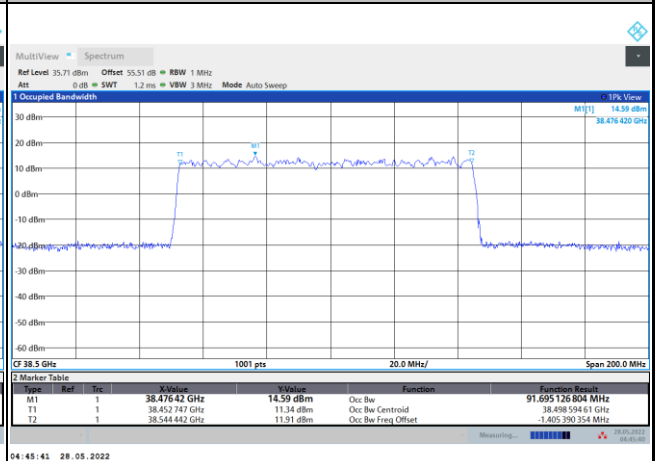 MultiView Spectrum
Ref Level 35.71 dBm Offset 55.51 dB RBW 1 MHz
Att 0 dB SWT 1.2 ms VBW 3 MHz Mode Auto Sweep
1 Occupied Bandwidth 1Pk View
M1[1] 14.59 dBm
38.476 420 GHz
30 dBm
M1
T1
T2
20 dBm
10 dBm
0 dBm
-10 dBm
-20 dBm
-30 dBm
-40 dBm
-50 dBm
-60 dBm
CF 38.5 GHz 1001 pts 20.0 MHz/ Span 200.0 MHz
2 Marker Table
Type Ref Trc X-Value Y-Value Function Function Result
M1 1 38.476 42 GHz 14.59 dBm Occ Bw 91.695 126 804 MHz
T1 1 38.452 747 GHz 11.34 dBm Occ Bw Centroid 38.498 594 61 GHz
T2 1 38.544 442 GHz 11.91 dBm Occ Bw Freq Offset -1.405 390 354 MHz
Measuring... 28.05.2022
04:45:40
04:45:41 28.05.2022